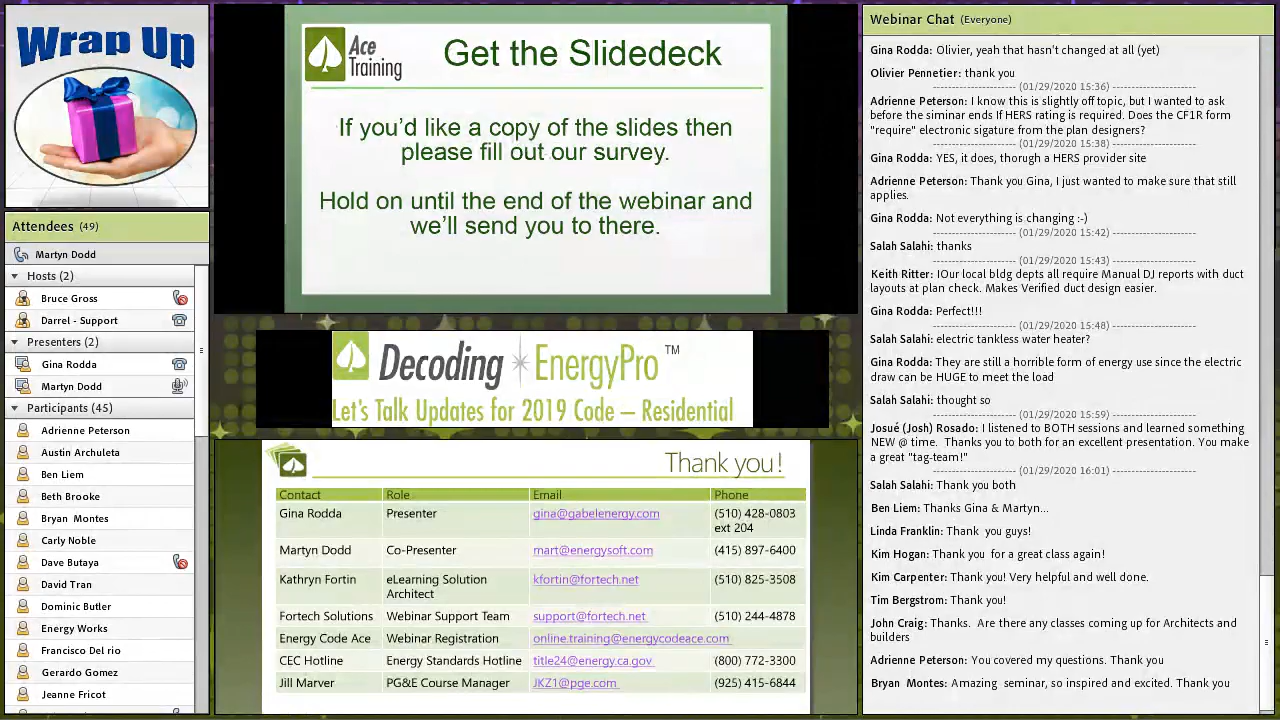 Wrap Up
Attendees (49)
Martyn Dodd
Hosts (2)
Bruce Gross
Darrel - Support
Presenters (2)
Gina Rodda
Martyn Dodd
Participants (45)
Adrienne Peterson
Austin Archuleta
Ben Liem
Beth Brooke
Bryan Montes
Carly Noble
Dave Butaya
David Tran
Dominic Butler
Energy Works
Francisco Del rio
Gerardo Gomez
Jeanne Fricot
Ace
Training
Get the Slidedeck
If you'd like a copy of the slides then
please fill out our survey.
Hold on until the end of the webinar and
we'll send you to there.
Decoding EnergyPro™
Let's Talk Updates for 2019 Code – Residential
Thank you!
Contact Role Email Phone
Gina Rodda Presenter gina@gabelenergy.com (510) 428-0803
ext 204
Martyn Dodd Co-Presenter mart@energysoft.com (415) 897-6400
Kathryn Fortin eLearning Solution kfortin@fortech.net (510) 825-3508
Architect
Fortech Solutions Webinar Support Team support@fortech.net (510) 244-4878
Energy Code Ace Webinar Registration online.training@energycodeace.com
CEC Hotline Energy Standards Hotline title24@energy.ca.gov (800) 772-3300
Jill Marver PG&E Course Manager JKZ1@pge.com (925) 415-6844
Webinar Chat (Everyone)
Gina Rodda: Olivier, yeah that hasn't changed at all (yet)
Olivier Pennetier: thank you
------------------ (01/29/2020 15:36) ------------------
Adrienne Peterson: I know this is slightly off topic, but I wanted to ask
before the siminar ends If HERS rating is required. Does the CF1R form
"require" electronic sigature from the plan designers?
------------------ (01/29/2020 15:38) ------------------
Gina Rodda: YES, it does, thorugh a HERS provider site
Adrienne Peterson: Thank you Gina, I just wanted to make sure that still
applies.
Gina Rodda: Not everything is changing :-)
------------------ (01/29/2020 15:42) ------------------
Salah Salahi: thanks
------------------ (01/29/2020 15:43) ------------------
Keith Ritter: IOur local bldg depts all require Manual DJ reports with duct
layouts at plan check. Makes Verified duct design easier.
Gina Rodda: Perfect!!!
------------------ (01/29/2020 15:48) ------------------
Salah Salahi: electric tankless water heater?
Gina Rodda: They are still a horrible form of energy use since the electric
draw can be HUGE to meet the load
Salah Salahi: thought so
------------------ (01/29/2020 15:59) ------------------
Josué (Josh) Rosado: I listened to BOTH sessions and learned something
NEW @ time. Thanks you to both for an excellent presentation. You make
a great "tag-team!"
------------------ (01/29/2020 16:01) ------------------
Salah Salahi: Thank you both
Ben Liem: Thanks Gina & Martyn...
Linda Franklin: Thank you guys!
Kim Hogan: Thank you for a great class again!
Kim Carpenter: Thank you! Very helpful and well done.
Tim Bergstrom: Thank you!
John Craig: Thanks. Are there any classes coming up for Architects and
builders
Adrienne Peterson: You covered my questions. Thank you
Bryan Montes: Amazing seminar, so inspired and excited. Thank you